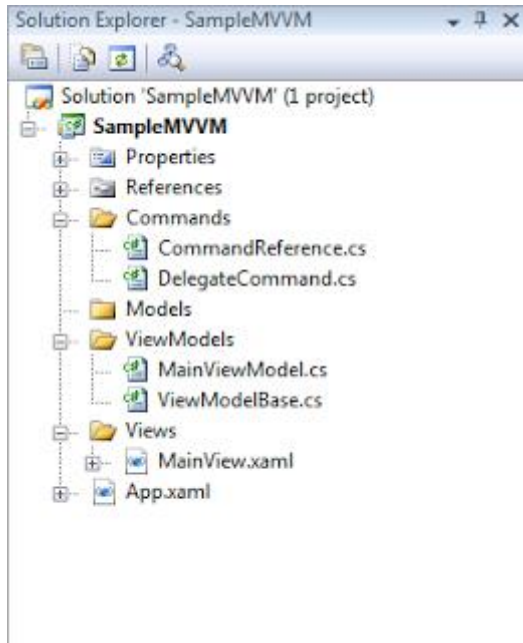 Solution Explorer - SampleMVVM
Solution 'SampleMVVM' (1 project)
SampleMVVM
Properties
References
Commands
CommandReference.cs
DelegateCommand.cs
Models
ViewModels
MainViewModel.cs
ViewModelBase.cs
Views
MainView.xaml
App.xaml